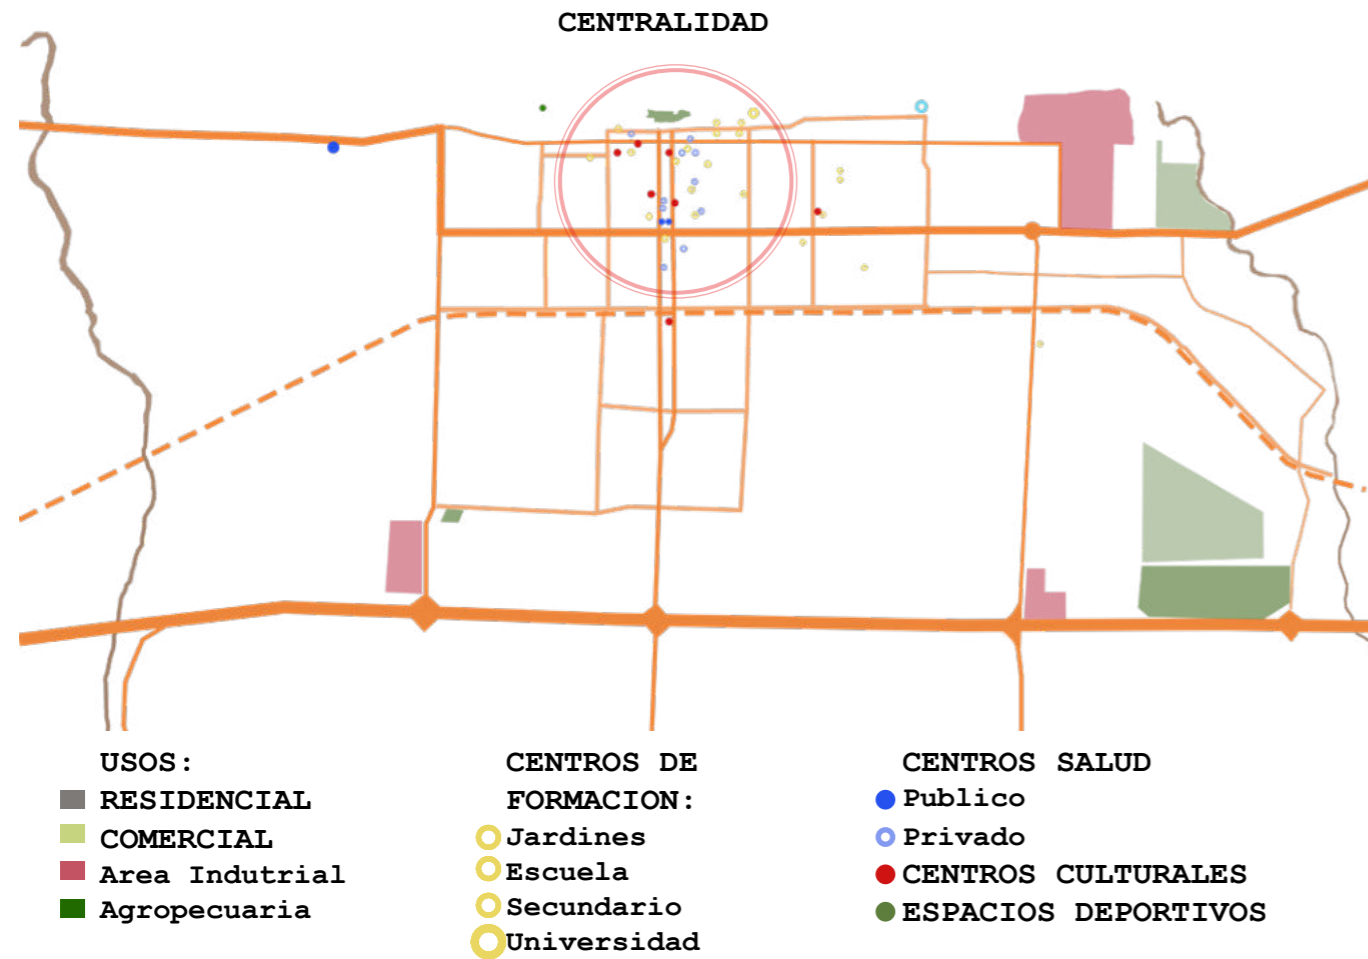 CENTRALIDAD
USOS:
RESIDENCIAL
COMERCIAL
Area Indutrial
Agropecuaria
CENTROS DE
FORMACION:
Jardines
Escuela
Secundario
Universidad
CENTROS SALUD
Publico
Privado
CENTROS CULTURALES
ESPACIOS DEPORTIVOS